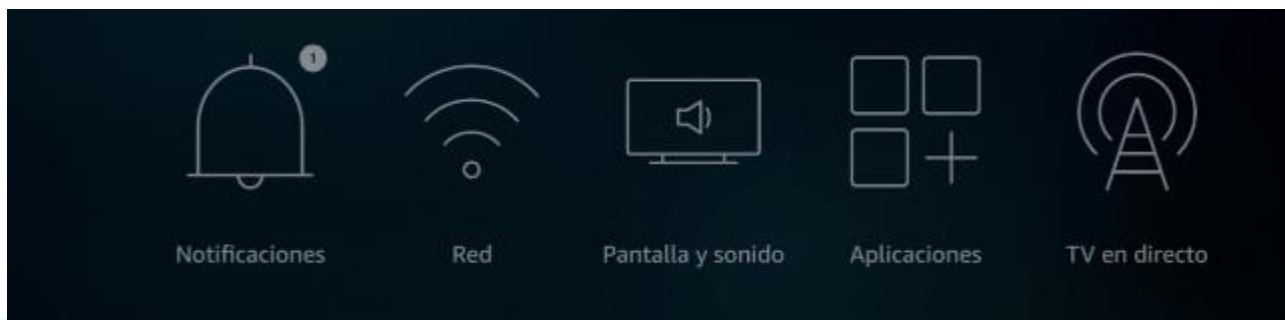 1
Notificaciones
Red
Pantalla y sonido
Aplicaciones
TV en directo